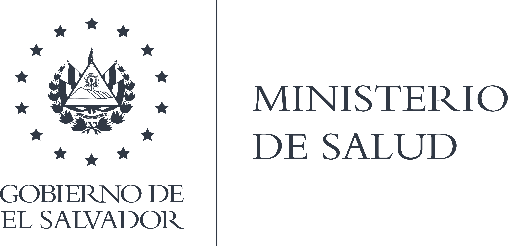 GOBIERNO DE
EL SALVADOR
MINISTERIO
DE SALUD